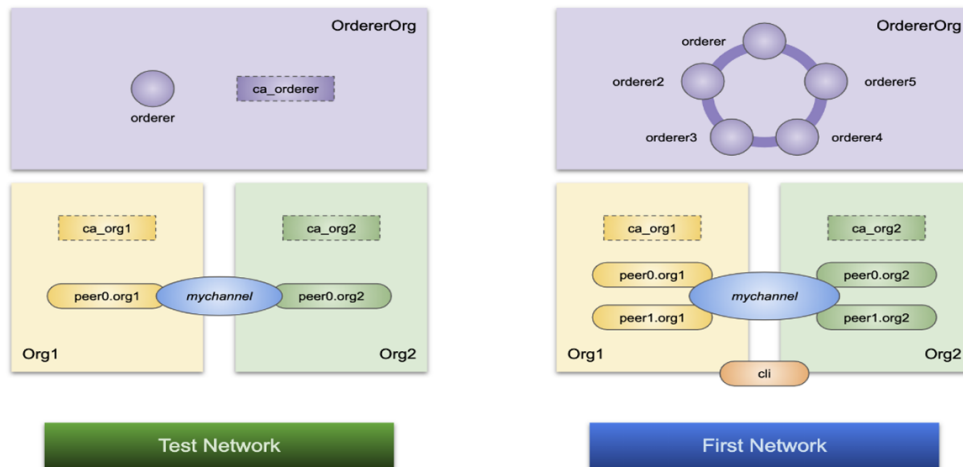 OrdererOrg
ca_orderer
orderer
ca_org1
ca_org2
peer0.org1
mychannel
peer0.org2
Org1
Org2
Test Network
OrdererOrg
orderer
orderer2
orderer5
orderer3
orderer4
ca_org1
ca_org2
peer0.org1
peer0.org2
mychannel
peer1.org1
peer1.org2
Org1
Org2
cli
First Network